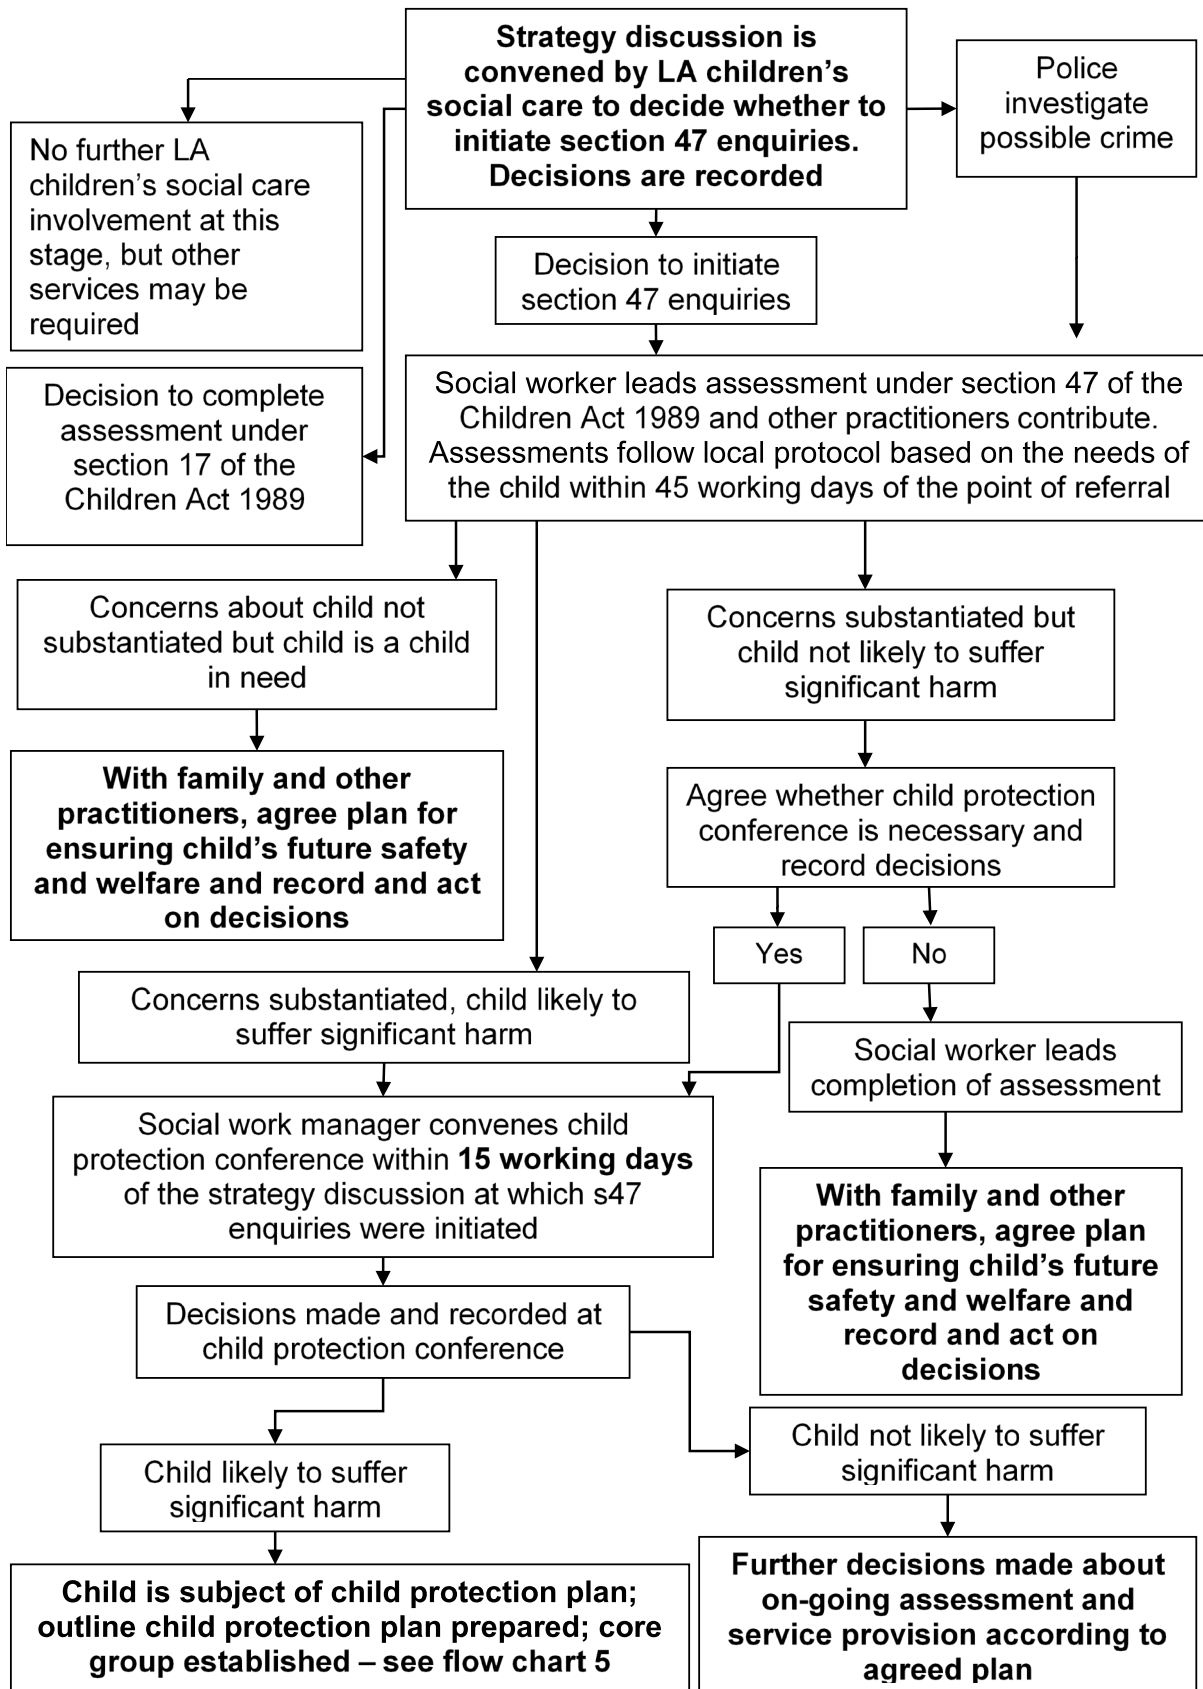 Strategy discussion is
convened by LA children’s
social care to decide whether to
initiate section 47 enquiries.
Decisions are recorded
Police
investigate
possible crime
No further LA
children’s social care
involvement at this
stage, but other
services may be
required
Decision to initiate
section 47 enquiries
Decision to complete
assessment under
section 17 of the
Children Act 1989
Social worker leads assessment under section 47 of the
Children Act 1989 and other practitioners contribute.
Assessments follow local protocol based on the needs of
the child within 45 working days of the point of referral
Concerns about child not
substantiated but child is a child
in need
Concerns substantiated but
child not likely to suffer
significant harm
With family and other
practitioners, agree plan for
ensuring child’s future safety
and welfare and record and act
on decisions
Agree whether child protection
conference is necessary and
record decisions
Yes
No
Concerns substantiated, child likely to
suffer significant harm
Social worker leads
completion of assessment
Social work manager convenes child
protection conference within 15 working days
of the strategy discussion at which s47
enquiries were initiated
With family and other
practitioners, agree plan
for ensuring child’s future
safety and welfare and
record and act on
decisions
Decisions made and recorded at
child protection conference
Child not likely to suffer
significant harm
Child likely to suffer
significant harm
Child is subject of child protection plan;
outline child protection plan prepared; core
group established – see flow chart 5
Further decisions made about
on-going assessment and
service provision according to
agreed plan